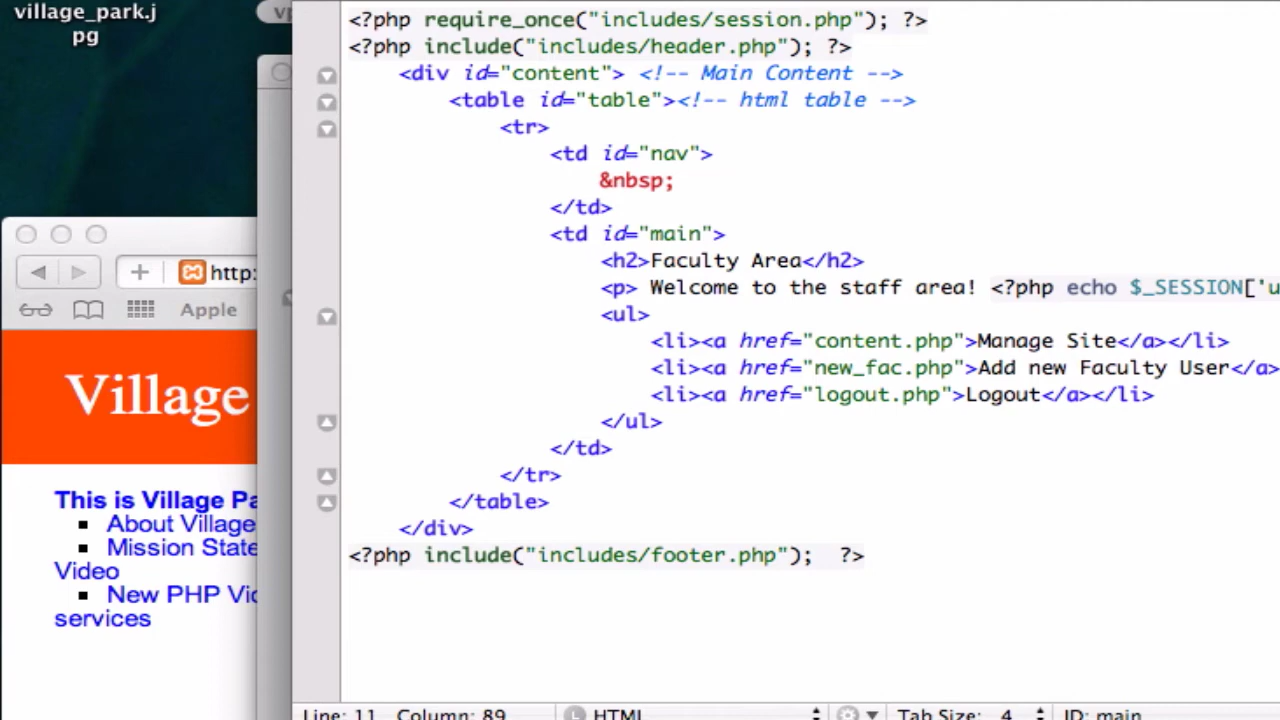 village_park.j
pg
<?php require_once("includes/session.php"); ?>
<?php include("includes/header.php"); ?>
<div id="content"> <!-- Main Content -->
<table id="table"><!-- html table -->
<tr>
<td id="nav">
&nbsp;
</td>
<td id="main">
<h2>Faculty Area</h2>
<p> Welcome to the staff area! <?php echo $_SESSION['u
<ul>
<li><a href="content.php">Manage Site</a></li>
<li><a href="new_fac.php">Add new Faculty User</a>
<li><a href="logout.php">Logout</a></li>
</ul>
</td>
</tr>
</table>
</div>
<?php include("includes/footer.php");  ?>
http:
Apple
Village
This is Village Pa
About Village
Mission State
Video
New PHP Vid
services
Line: 11 Column: 89 L HTML Tab Size: 4 ID: main